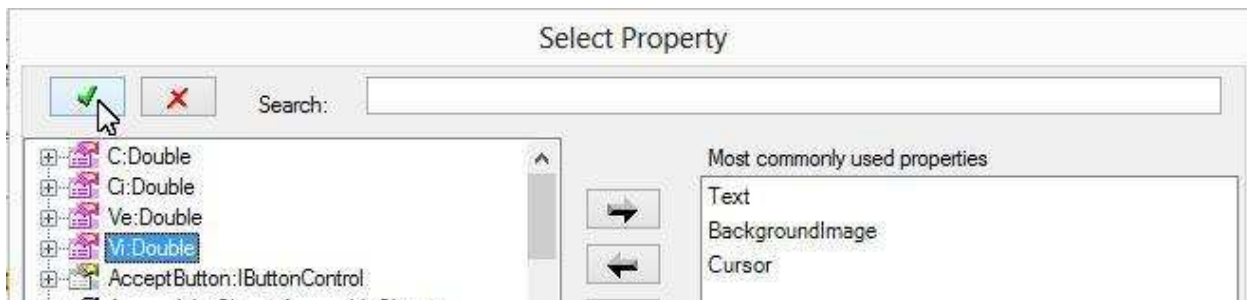 Select Property
Search:
C:Double
Ci:Double
Ve:Double
Vi:Double
AcceptButton:IButtonControl
Most commonly used properties
Text
BackgroundImage
Cursor